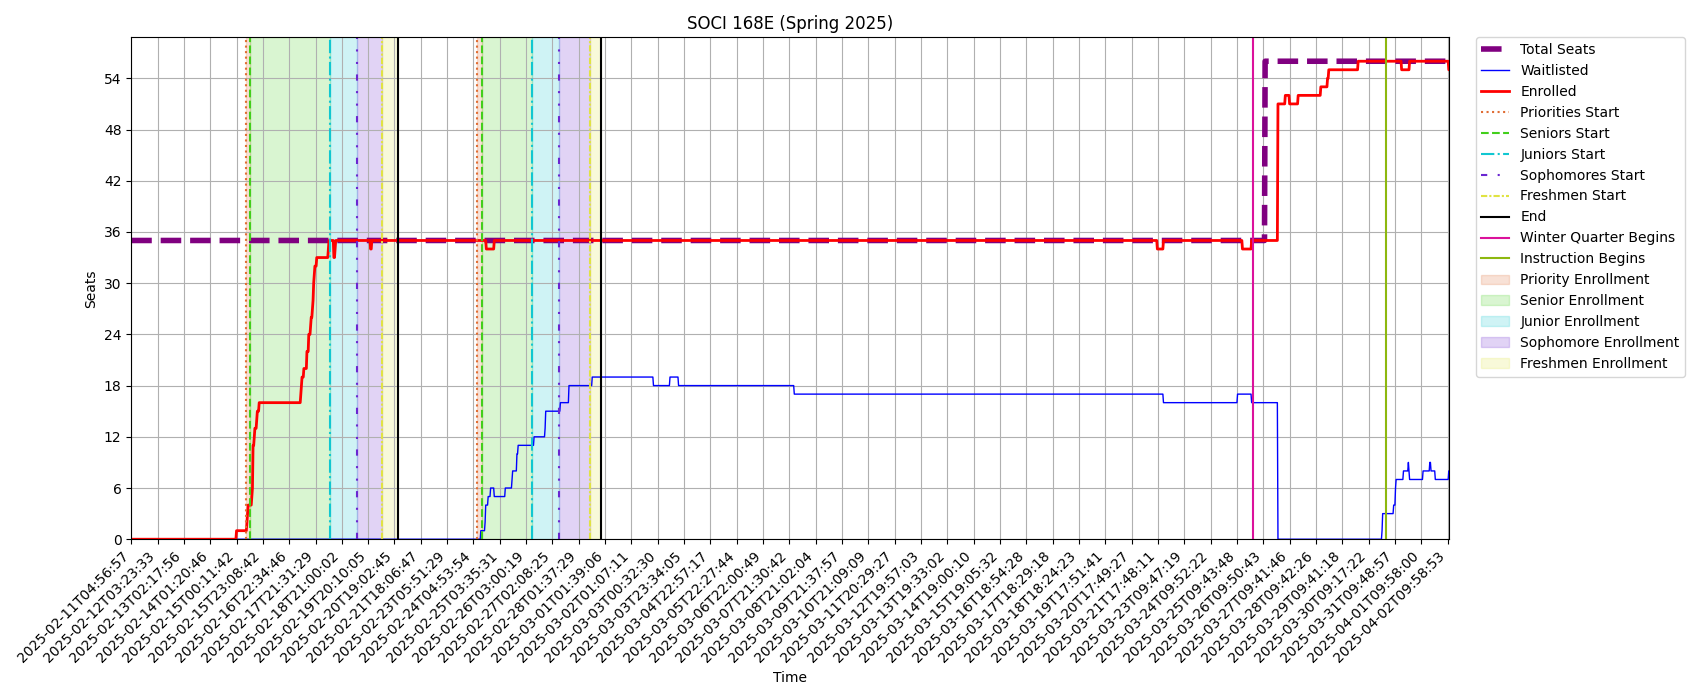 SOCI 168E (Spring 2025)
Seats
54
48
42
36
30
24
18
12
6
0
2025-02-11T04:56:57
2025-02-12T03:23:33
2025-02-13T02:17:56
2025-02-14T01:20:46
2025-02-15T00:11:42
2025-02-15T23:08:42
2025-02-16T22:34:46
2025-02-17T21:31:29
2025-02-18T21:00:02
2025-02-19T20:10:05
2025-02-20T19:02:45
2025-02-21T18:06:47
2025-02-23T05:51:29
2025-02-24T04:53:54
2025-02-25T03:35:31
2025-02-26T03:00:19
2025-02-27T02:08:25
2025-02-28T01:37:29
2025-03-01T01:39:06
2025-03-02T01:07:11
2025-03-03T00:32:30
2025-03-03T23:34:05
2025-03-04T22:57:17
2025-03-05T22:27:44
2025-03-06T22:00:49
2025-03-07T21:30:42
2025-03-08T21:02:04
2025-03-09T21:37:57
2025-03-10T21:09:09
2025-03-11T20:29:27
2025-03-12T19:57:03
2025-03-13T19:33:02
2025-03-14T19:00:10
2025-03-15T19:05:32
2025-03-16T18:54:28
2025-03-17T18:29:18
2025-03-18T18:24:23
2025-03-19T17:51:41
2025-03-20T17:49:27
2025-03-21T17:48:11
2025-03-23T09:47:19
2025-03-24T09:52:22
2025-03-25T09:43:48
2025-03-26T09:50:43
2025-03-27T09:41:46
2025-03-28T09:42:26
2025-03-29T09:41:18
2025-03-30T09:17:22
2025-03-31T09:48:57
2025-04-01T09:58:00
2025-04-02T09:58:53
Time
Total Seats
Waitlisted
Enrolled
Priorities Start
Seniors Start
Juniors Start
Sophomores Start
Freshmen Start
End
Winter Quarter Begins
Instruction Begins
Priority Enrollment
Senior Enrollment
Junior Enrollment
Sophomore Enrollment
Freshmen Enrollment